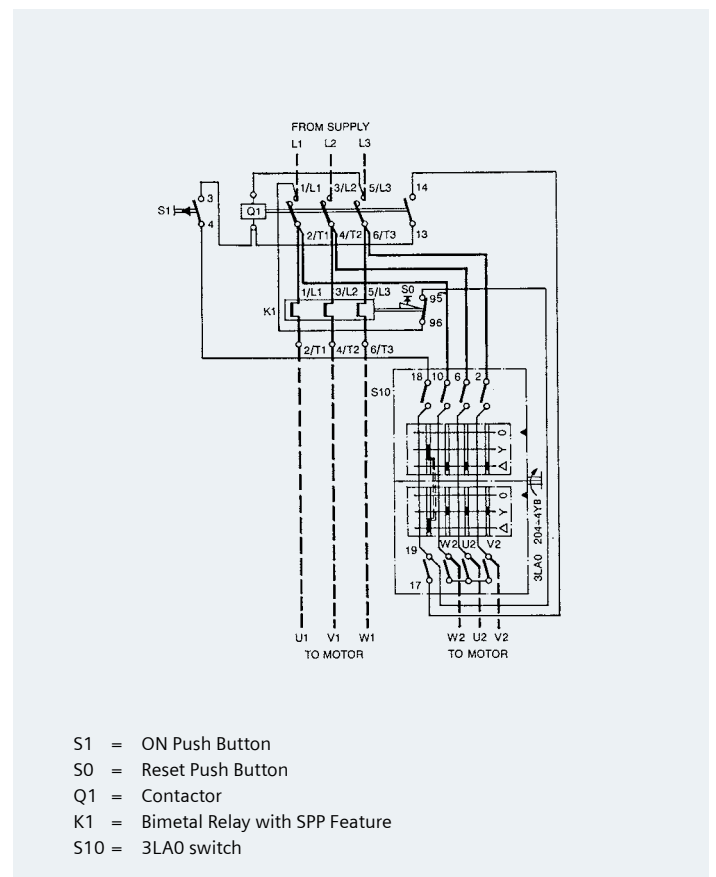 FROM SUPPLY
L1 L2 L3
3
1/L1 3/L2 5/L3
14
S1
Q1
4
13
2/T1 4/T2 6/T3
1/L1 3/L2 5/L3
S0
95
K1
96
2/T1 4/T2 6/T3
18 10 6 2
S10
O
Y
Δ
O
Y
Δ
3LA0 204-4YB
W2 U2 V2
19
17
U1 V1 W1
W2 U2 V2
TO MOTOR
TO MOTOR
S1 = ON Push Button
S0 = Reset Push Button
Q1 = Contactor
K1 = Bimetal Relay with SPP Feature
S10 = 3LA0 switch